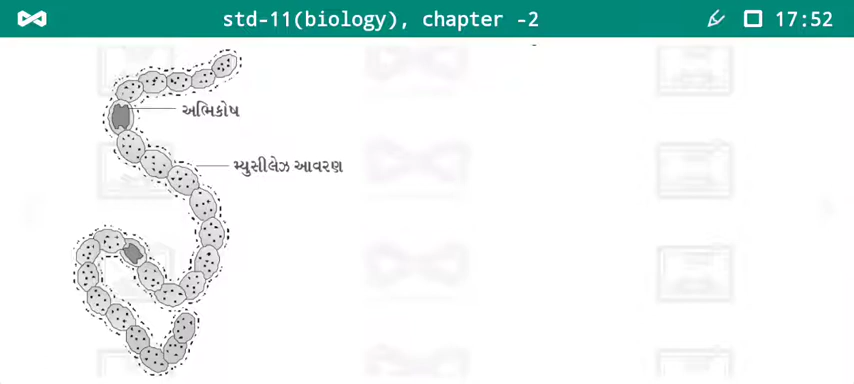 std-11(biology), chapter -2
17:52
અભિકોષ
મ્યુસીલેઝ આવરણ